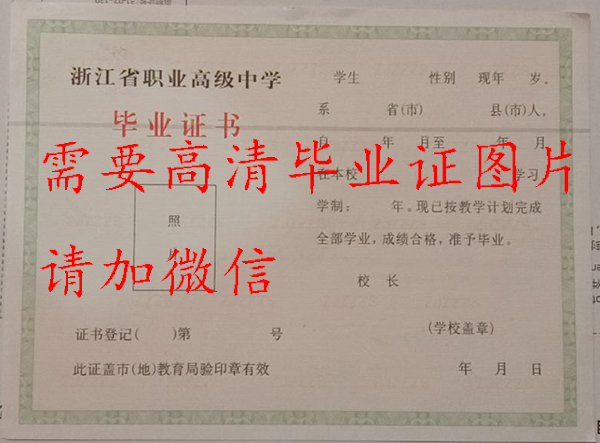 浙江省职业高级中学
毕业证书
照
证书登记( )第 号
此证盖市(地)教育局验印章有效
学生 性别 现年 岁,
系 省(市) 县(市)人。
自 年 月至 年 月
在本校 学习,
学制: 年。现已按教学计划完成
全部学业,成绩合格,准予毕业。
校 长
(学校盖章)
年 月 日
需要高清毕业证图片
请加微信